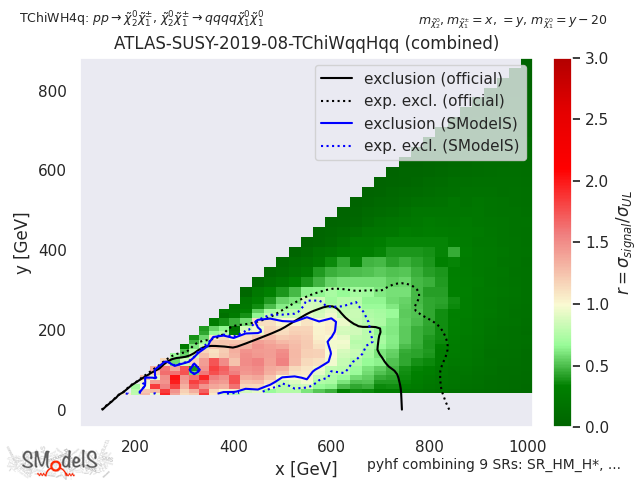 TChiWH4q: pp → χ̃⁰₂χ̃±₁, χ̃⁰₂χ̃±₁ → qqqqχ̃⁰₁χ̃⁰₁
m_χ̃⁰₂, m_χ̃±₁ = x, = y, m_χ̃⁰₁ = y − 20
ATLAS-SUSY-2019-08-TChiWqqHqq (combined)
exclusion (official)
exp. excl. (official)
exclusion (SModelS)
exp. excl. (SModelS)
y [GeV]
800
600
400
200
0
200
400
600
800
1000
x [GeV]
3.0
2.5
2.0
1.5
1.0
0.5
0.0
r = σ_signal/σ_UL
SModelS
pyhf combining 9 SRs: SR_HM_H*, ...